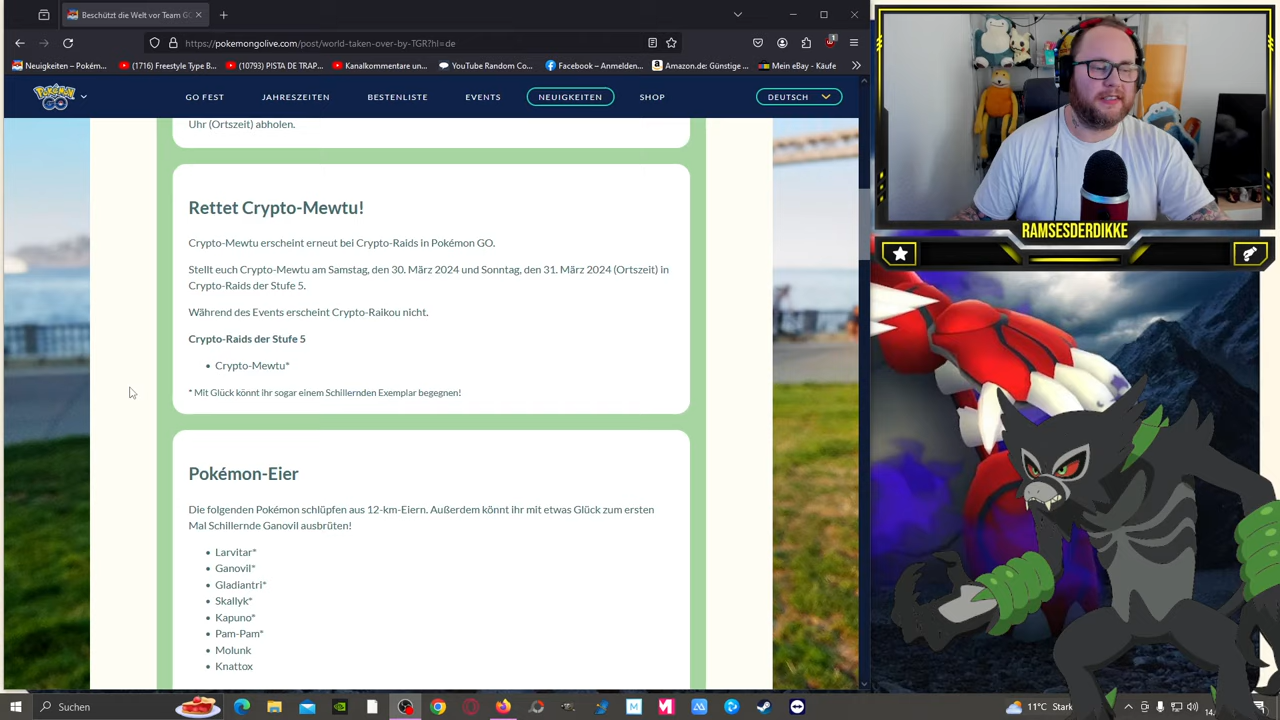 Beschützt die Welt vor Team GO
https://pokemongolive.com/post/world-taken-over-by-TGR?hl=de
Neuigkeiten – Pokém...
(1716) Freestyle Type B...
(10793) PISTA DE TRAP...
Kanalkommentare un...
YouTube Random Co...
Facebook – Anmelden...
Amazon.de: Günstige ...
Mein eBay - Käufe
Pokémon GO
GO FEST
JAHRESZEITEN
BESTENLISTE
EVENTS
NEUIGKEITEN
SHOP
DEUTSCH
Uhr (Ortszeit) abholen.
Rettet Crypto-Mewtu!
Crypto-Mewtu erscheint erneut bei Crypto-Raids in Pokémon GO.
Stellt euch Crypto-Mewtu am Samstag, den 30. März 2024 und Sonntag, den 31. März 2024 (Ortszeit) in
Crypto-Raids der Stufe 5.
Während des Events erscheint Crypto-Raikou nicht.
Crypto-Raids der Stufe 5
• Crypto-Mewtu*
* Mit Glück könnt ihr sogar einem Schillernden Exemplar begegnen!
Pokémon-Eier
Die folgenden Pokémon schlüpfen aus 12-km-Eiern. Außerdem könnt ihr mit etwas Glück zum ersten
Mal Schillernde Ganovil ausbrüten!
• Larvitar*
• Ganovil*
• Gladiantri*
• Skallyk*
• Kapuno*
• Pam-Pam*
• Molunk
• Knattox
RAMSESDERDIKKE
Suchen
11°C Stark